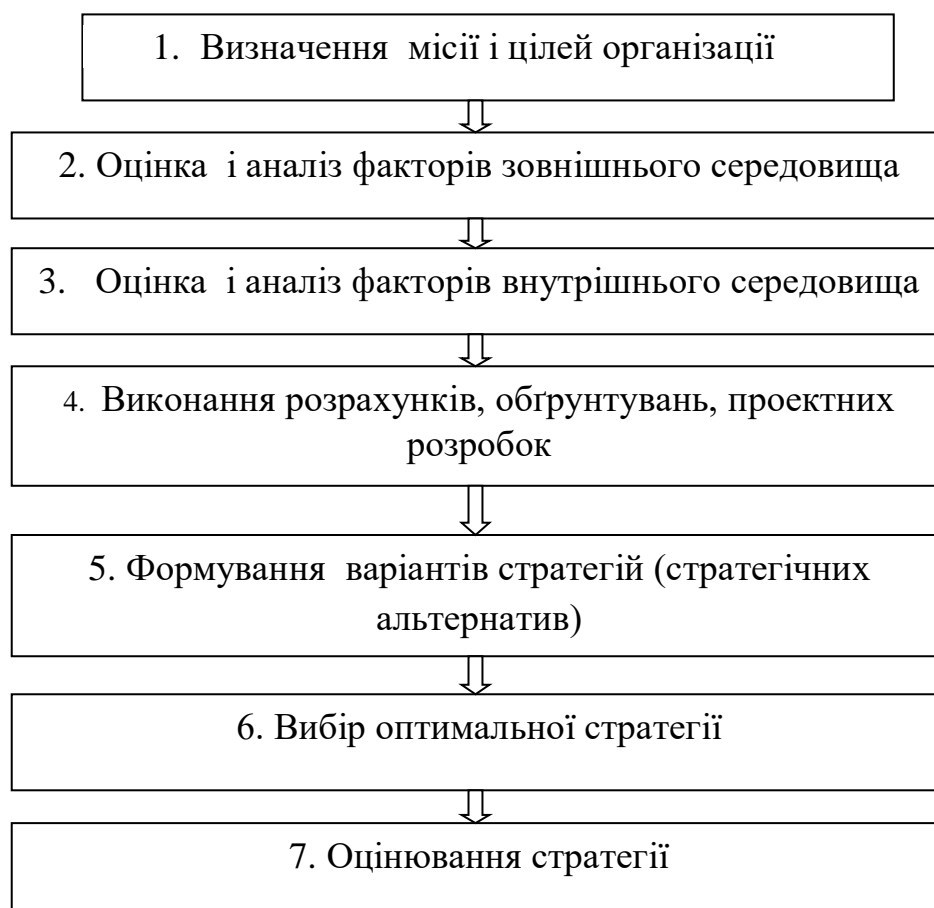 1. Визначення місії і цілей організації
2. Оцінка і аналіз факторів зовнішнього середовища
3. Оцінка і аналіз факторів внутрішнього середовища
4. Виконання розрахунків, обґрунтувань, проектних
розробок
5. Формування варіантів стратегій (стратегічних
альтернатив)
6. Вибір оптимальної стратегії
7. Оцінювання стратегії